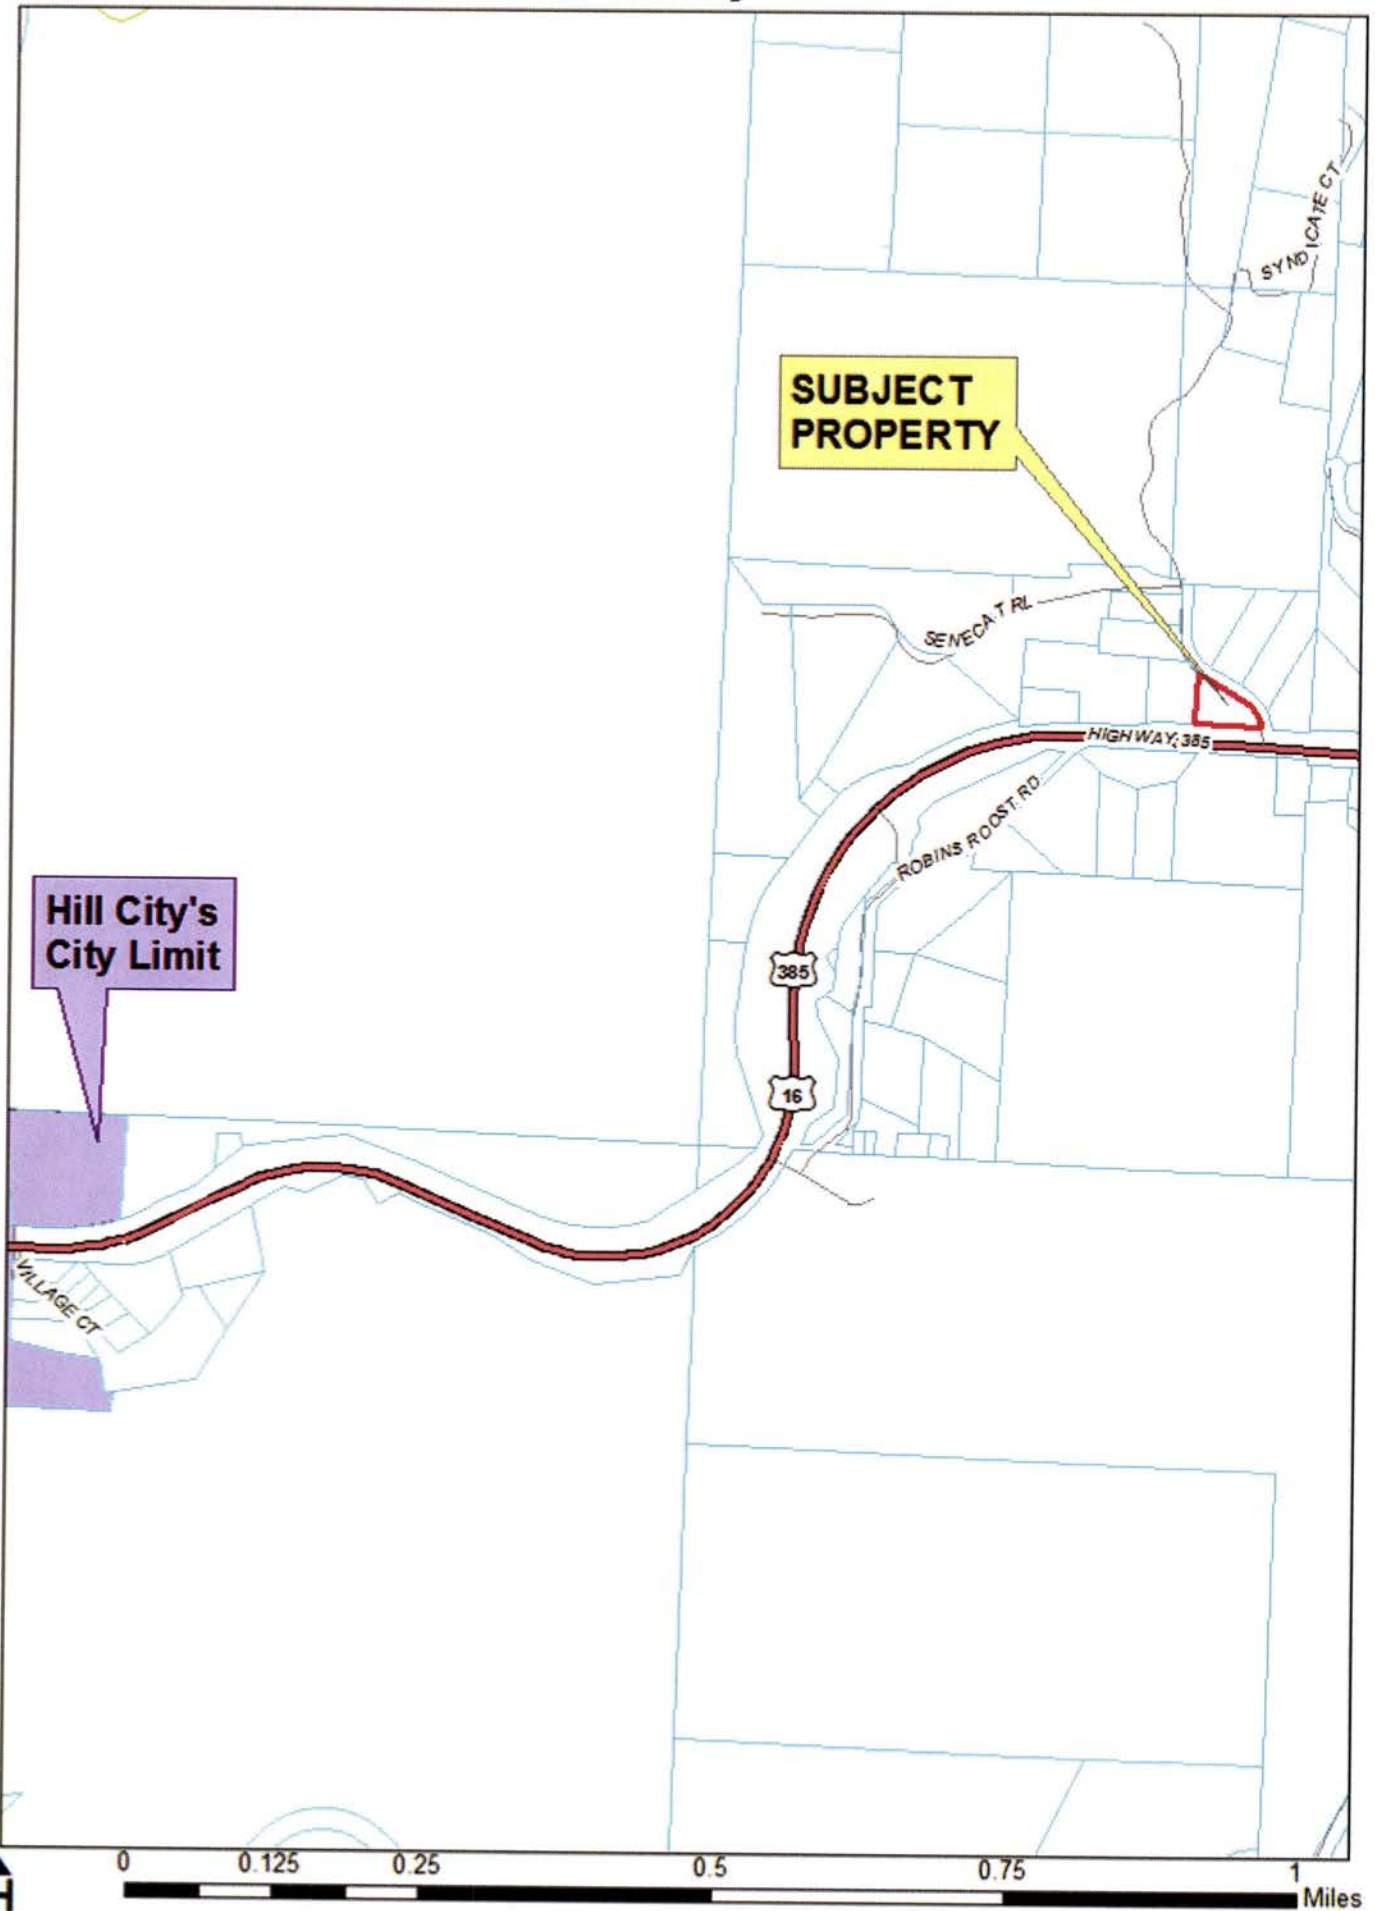 SYNDICATE CT
SUBJECT
PROPERTY
SENECA TRL
HIGHWAY 385
ROBINS ROOST RD
Hill City's
City Limit
385
16
VILLAGE CT
0 0.125 0.25 0.5 0.75 1
Miles